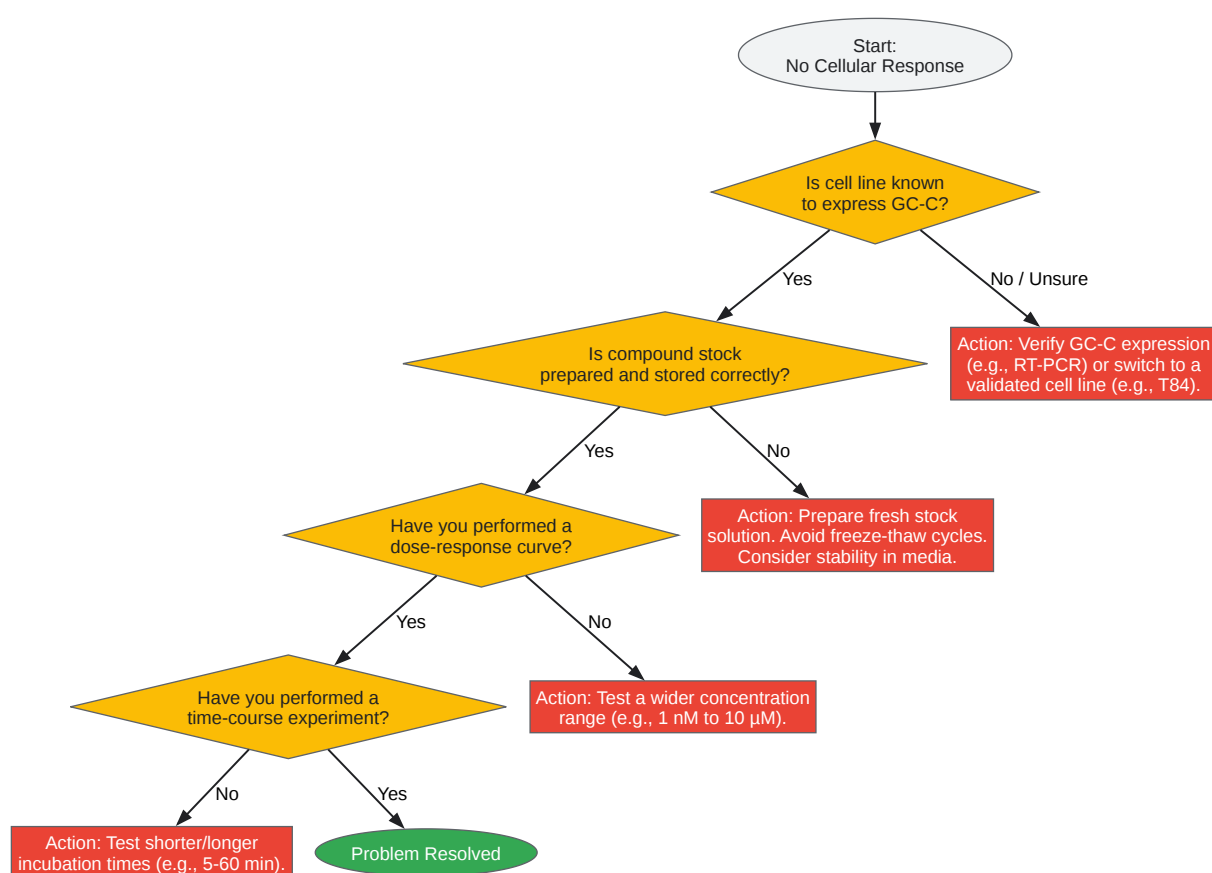 Start:
No Cellular Response
Is cell line known
to express GC-C?
Yes
No / Unsure
Is compound stock
prepared and stored correctly?
Action: Verify GC-C expression
(e.g., RT-PCR) or switch to a
validated cell line (e.g., T84).
Yes
No
Have you performed a
dose-response curve?
Action: Prepare fresh stock
solution. Avoid freeze-thaw cycles.
Consider stability in media.
Yes
No
Have you performed a
time-course experiment?
Action: Test a wider concentration
range (e.g., 1 nM to 10 µM).
No
Yes
Action: Test shorter/longer
incubation times (e.g., 5-60 min).
Problem Resolved